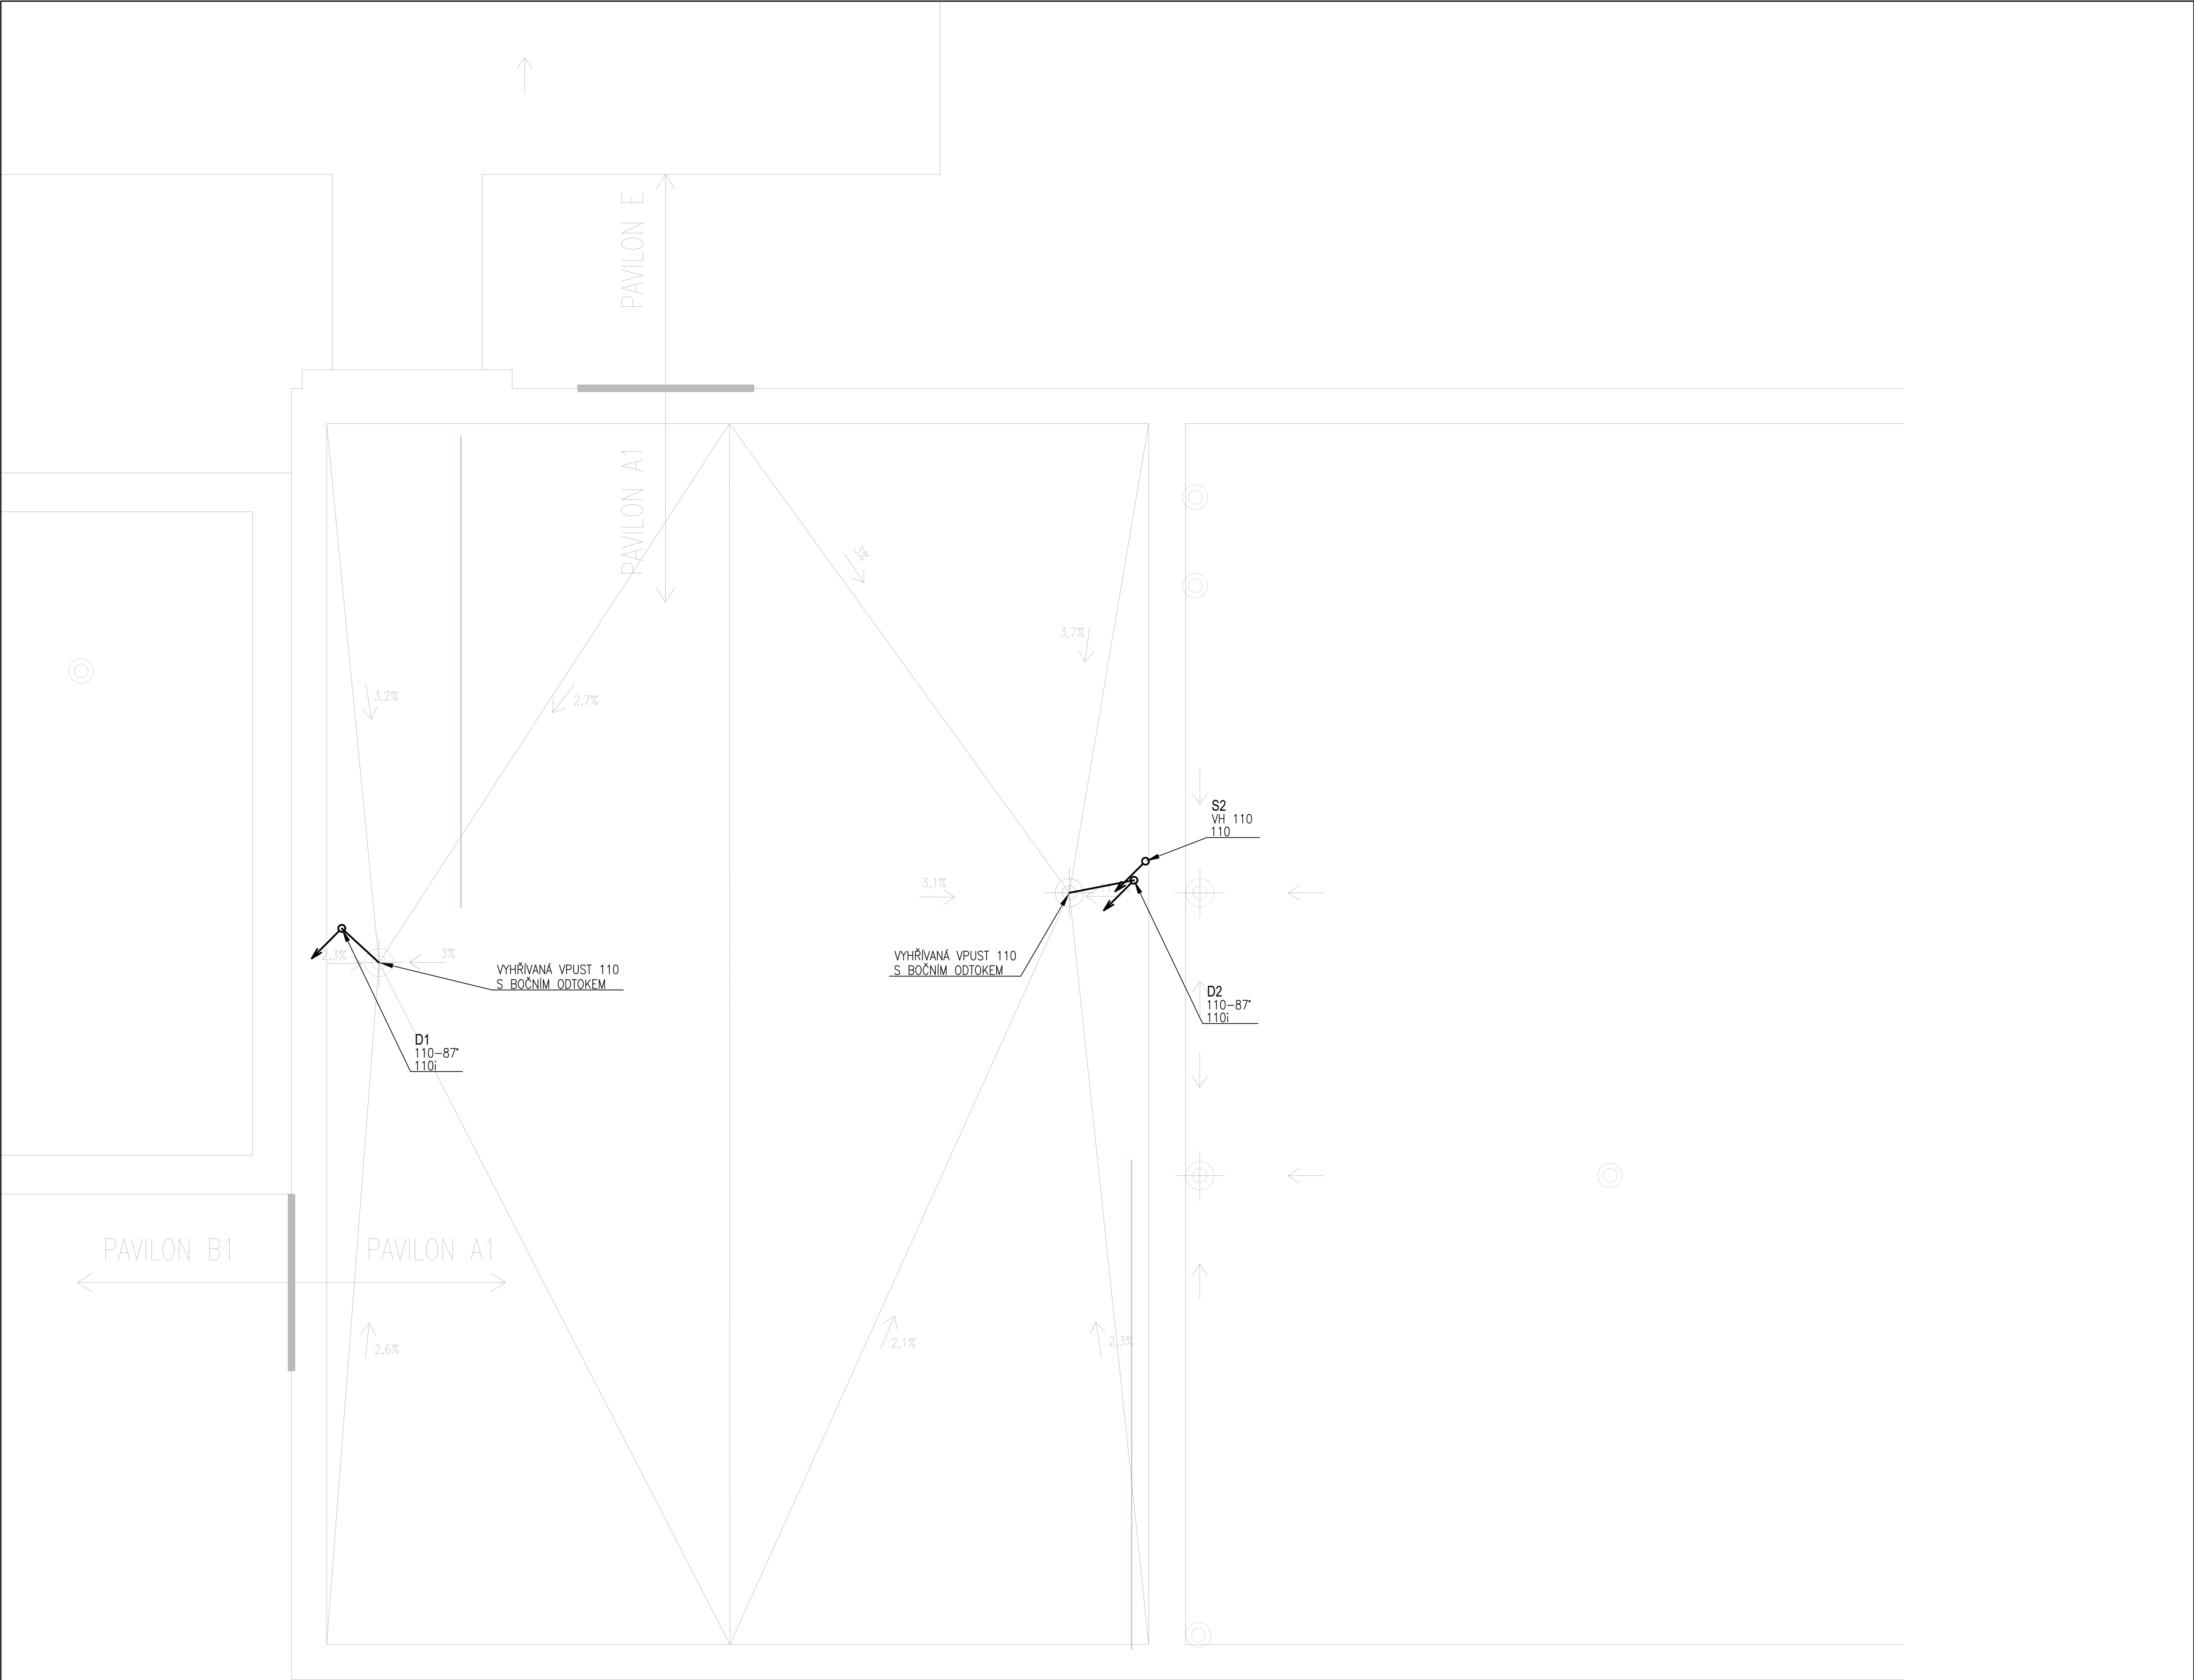 PAVILON E
PAVILON A1
3%
3,7%
3,2%
2,7%
S2
VH 110
110
3,1%
2,3%
3%
VYHŘÍVANÁ VPUST 110
S BOČNÍM ODTOKEM
VYHŘÍVANÁ VPUST 110
S BOČNÍM ODTOKEM
D2
110-87°
110i
D1
110-87°
110i
PAVILON B1
PAVILON A1
2,6%
2,1%
2,3%